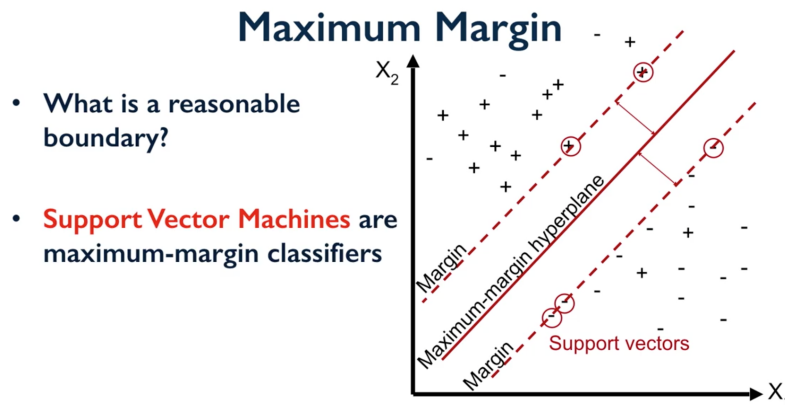 Maximum Margin
• What is a reasonable
boundary?
• Support Vector Machines are
maximum-margin classifiers
X2
Margin
Maximum-margin hyperplane
Margin
Support vectors
X